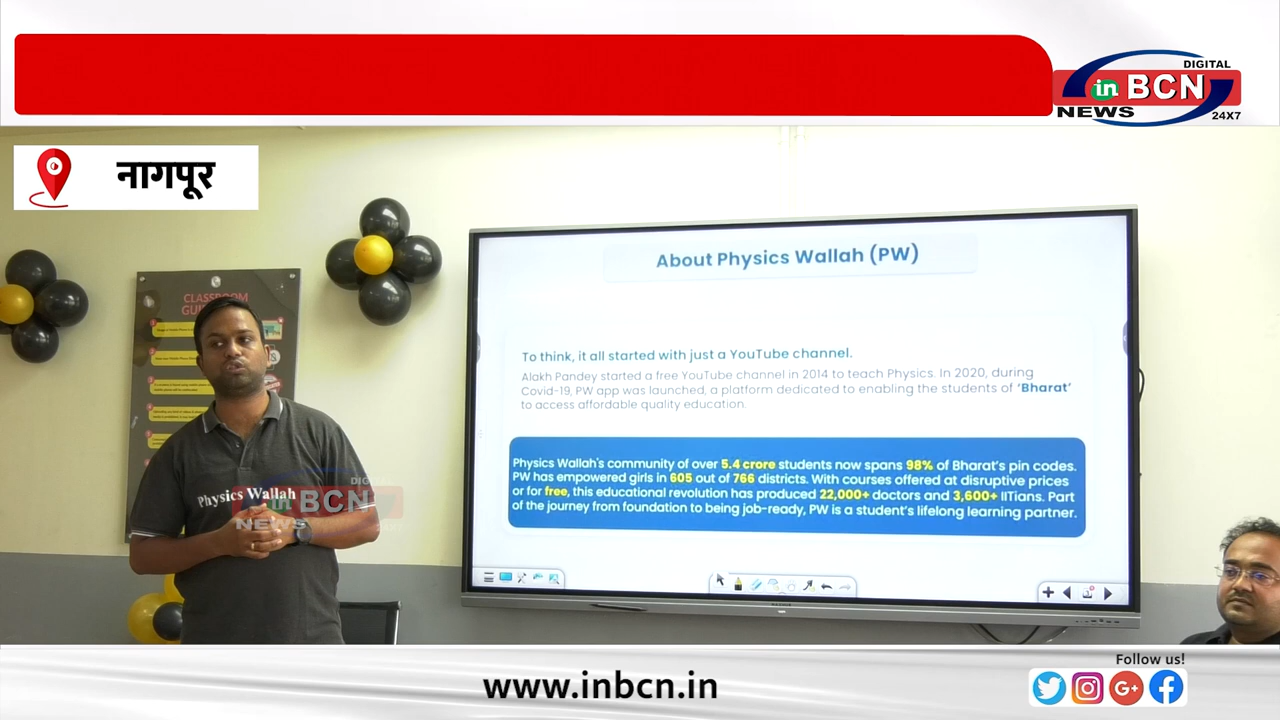 DIGITAL
in BCN
NEWS 24X7
नागपूर
CLASSROOM
About Physics Wallah (PW)
To think, it all started with just a YouTube channel.
Alakh Pandey started a free YouTube channel in 2014 to teach Physics. In 2020, during
Covid-19, PW app was launched, a platform dedicated to enabling the students of 'Bharat'
to access affordable quality education.
Physics Wallah's community of over 5.4 crore students now spans 98% of Bharat's pin codes.
PW has empowered girls in 605 out of 766 districts. With courses offered at disruptive prices
or for free, this educational revolution has produced 22,000+ doctors and 3,600+ IITians. Part
of the journey from foundation to being job-ready, PW is a student's lifelong learning partner.
Physics Wallah
in BCN
NEWS
Follow us!
www.inbcn.in